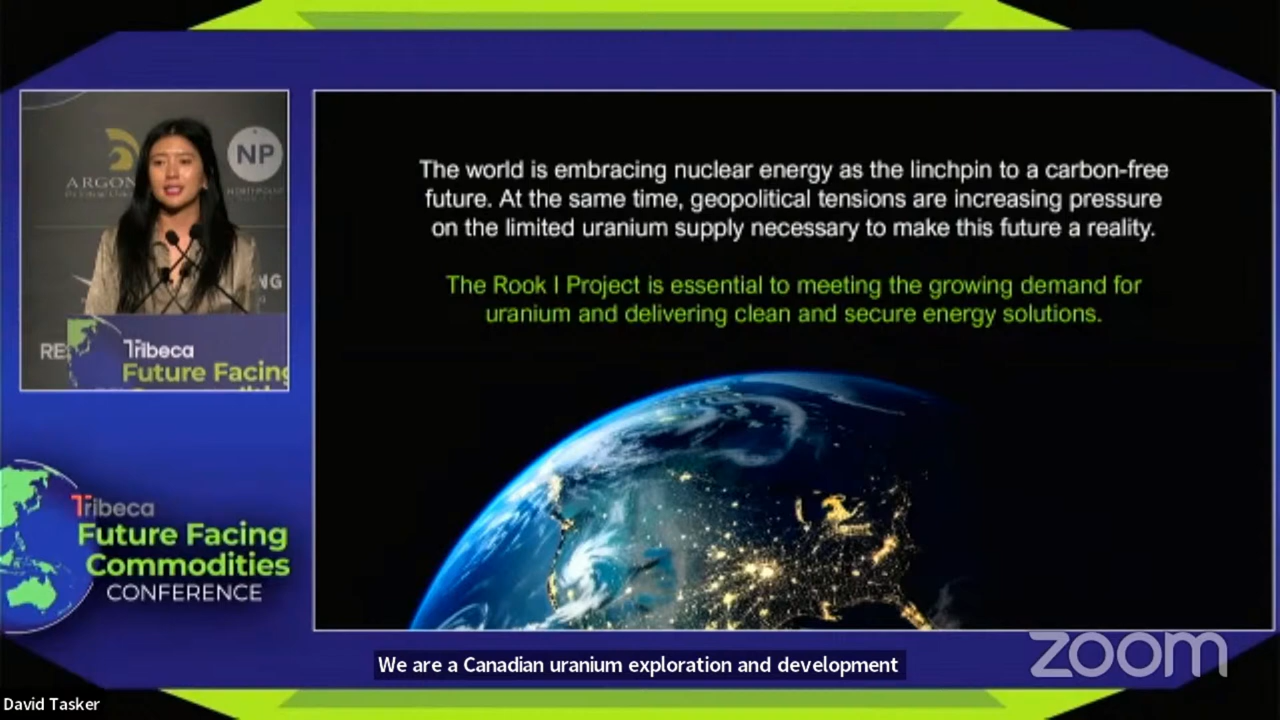 ARGON
NP
NG
RE
Tribeca
Future Facing
The world is embracing nuclear energy as the linchpin to a carbon-free
future. At the same time, geopolitical tensions are increasing pressure
on the limited uranium supply necessary to make this future a reality.
The Rook I Project is essential to meeting the growing demand for
uranium and delivering clean and secure energy solutions.
Tribeca
Future Facing
Commodities
CONFERENCE
We are a Canadian uranium exploration and development
zoom
David Tasker